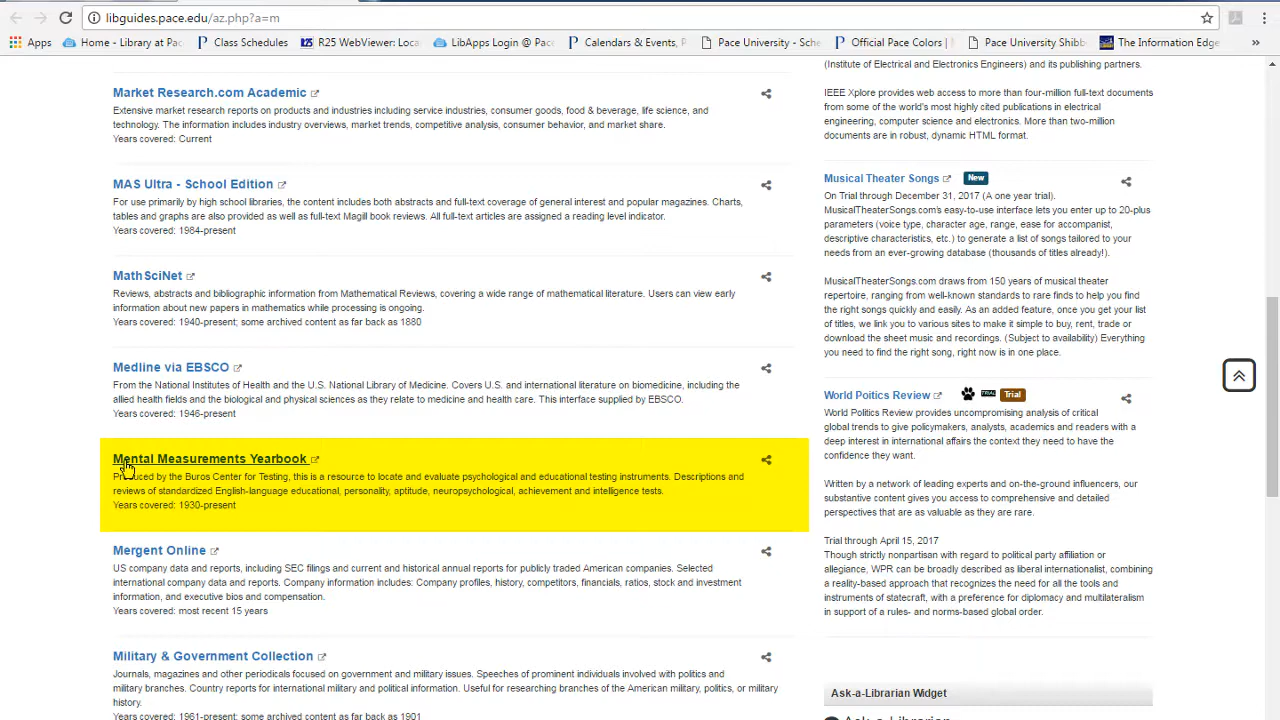 libguides.pace.edu/az.php?a=m
Apps Home - Library at Pac Class Schedules R25 WebViewer: Loca LibApps Login @ Pace Calendars & Events, P Pace University - Sche Official Pace Colors | Pace University Shibb The Information Edge »
Market Research.com Academic
Extensive market research reports on products and industries including service industries, consumer goods, food & beverage, life science, and
technology. The information includes industry overviews, market trends, competitive analysis, consumer behavior, and market share.
Years covered: Current
MAS Ultra - School Edition
For use primarily by high school libraries, the content includes both abstracts and full-text coverage of general interest and popular magazines. Charts,
tables and graphs are also provided as well as full-text Magill book reviews. All full-text articles are assigned a reading level indicator.
Years covered: 1984-present
MathSciNet
Reviews, abstracts and bibliographic information from Mathematical Reviews, covering a wide range of mathematical literature. Users can view early
information about new papers in mathematics while processing is ongoing.
Years covered: 1940-present; some archived content as far back as 1880
Medline via EBSCO
From the National Institutes of Health and the U.S. National Library of Medicine. Covers U.S. and international literature on biomedicine, including the
allied health fields and the biological and physical sciences as they relate to medicine and health care. This interface supplied by EBSCO.
Years covered: 1946-present
Mental Measurements Yearbook
Produced by the Buros Center for Testing, this is a resource to locate and evaluate psychological and educational testing instruments. Descriptions and
reviews of standardized English-language educational, personality, aptitude, neuropsychological, achievement and intelligence tests.
Years covered: 1930-present
Mergent Online
US company data and reports, including SEC filings and current and historical annual reports for publicly traded American companies. Selected
international company data and reports. Company information includes: Company profiles, history, competitors, financials, ratios, stock and investment
information, and executive bios and compensation.
Years covered: most recent 15 years
Military & Government Collection
Journals, magazines and other periodicals focused on government and military issues. Speeches of prominent individuals involved with politics and
military branches. Country reports for international military and political information. Useful for researching branches of the American military, politics, or military
history.
Years covered: 1961-present; some archived as far back as 1901
(Institute of Electrical and Electronics Engineers) and its publishing partners.
IEEE Xplore provides web access to more than four-million full-text documents
from some of the world's most highly cited publications in electrical
engineering, computer science and electronics. More than two-million
documents are in robust, dynamic HTML format.
Musical Theater Songs New
On Trial through December 31, 2017 (A one year trial).
MusicalTheaterSongs.com's easy-to-use interface lets you enter up to 20-plus
parameters (voice type, character age, range, ease for accompanist,
descriptive characteristics, etc.) to generate a list of songs tailored to your
needs from an ever-growing database (thousands of titles already!).
MusicalTheaterSongs.com draws from 150 years of musical theater
repertoire, ranging from well-known standards to rare finds to help you find
the right songs quickly and easily. As an added feature, once you get your list
of titles, we link you to various sites to make it simple to buy, rent, trade or
download the sheet music and recordings. (Subject to availability) Everything
you need to find the right song, right now is in one place.
World Poitics Review TRIAL Trial
World Politics Review provides uncompromising analysis of critical
global trends to give policymakers, analysts, academics and readers with a
deep interest in international affairs the context they need to have the
confidence they want.
Written by a network of leading experts and on-the-ground influencers, our
substantive content gives you access to comprehensive and detailed
perspectives that are as valuable as they are rare.
Trial through April 15, 2017
Though strictly nonpartisan with regard to political party affiliation or
allegiance, WPR can be broadly described as liberal internationalist, combining
a reality-based approach that recognizes the need for all the tools and
instruments of statecraft, with a preference for diplomacy and multilateralism
in support of a rules- and norms-based global order.
Ask-a-Librarian Widget
Ask-a-Librarian